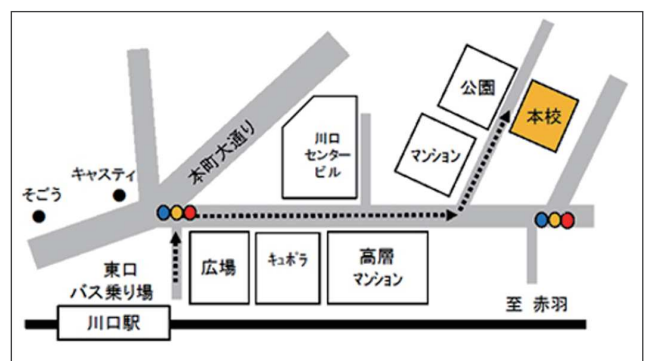 公園
本校
本町大通り
川口
センター
ビル
マンション
キャスティ
そごう
広場
キュポラ
高層
マンション
東口
バス乗り場
至 赤羽
川口駅